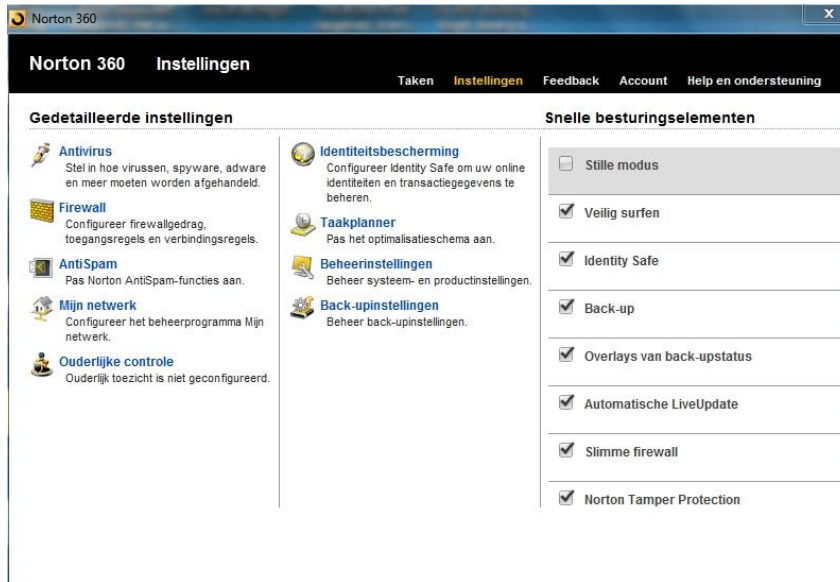 Norton 360
x
Norton 360 Instellingen
Taken Instellingen Feedback Account Help en ondersteuning
Gedetailleerde instellingen
Antivirus
Stel in hoe virussen, spyware, adware
en meer moeten worden afgehandeld.
Firewall
Configureer firewallgedrag,
toegangsregels en verbindingsregels.
AntiSpam
Pas Norton AntiSpam-functies aan.
Mijn netwerk
Configureer het beheerprogramma Mijn
netwerk.
Ouderlijke controle
Ouderlijk toezicht is niet geconfigureerd.
Identiteitsbescherming
Configureer Identity Safe om uw online
identiteiten en transactiegegevens te
beheren.
Taakplanner
Pas het optimalisatieschema aan.
Beheerinstellingen
Beheer systeem- en productinstellingen.
Back-upinstellingen
Beheer back-upinstellingen.
Snelle besturingselementen
Stille modus
Veilig surfen
Identity Safe
Back-up
Overlays van back-upstatus
Automatische LiveUpdate
Slimme firewall
Norton Tamper Protection